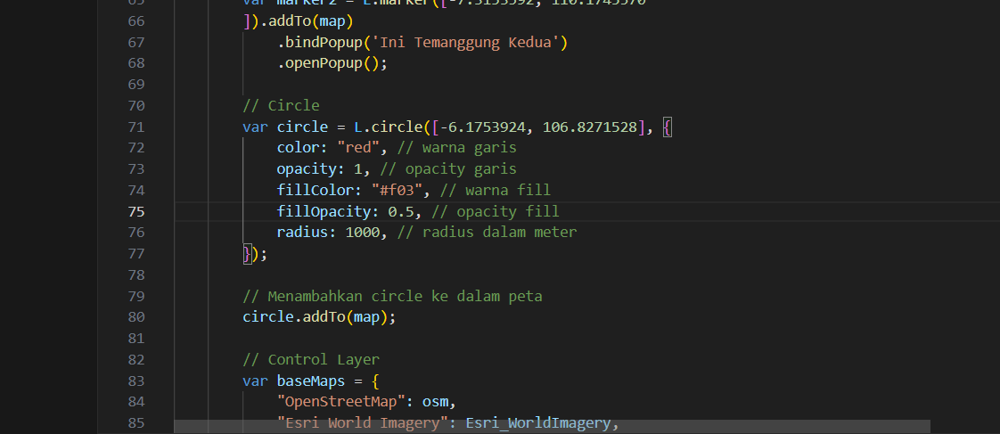 65 var marker2 = L.marker([-7.3153592, 110.1745570
66 ]).addTo(map)
67 .bindPopup('Ini Temanggung Kedua')
68 .openPopup();
69
70 // Circle
71 var circle = L.circle([-6.1753924, 106.8271528], {
72 color: "red", // warna garis
73 opacity: 1, // opacity garis
74 fillColor: "#f03", // warna fill
75 fillOpacity: 0.5, // opacity fill
76 radius: 1000, // radius dalam meter
77 });
78
79 // Menambahkan circle ke dalam peta
80 circle.addTo(map);
81
82 // Control Layer
83 var baseMaps = {
84 "OpenStreetMap": osm,
85 "Esri World Imagery": Esri_WorldImagery,